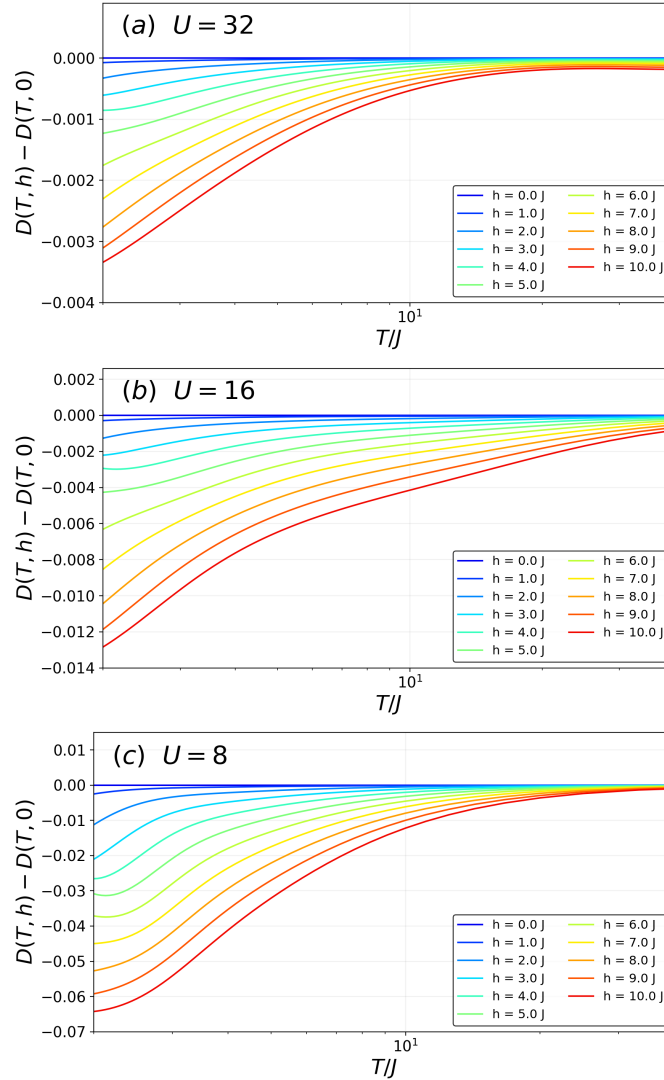 (a) U = 32
0.000
−0.001
−0.002
−0.003
−0.004
D(T, h) − D(T, 0)
h = 0.0 J h = 6.0 J
h = 1.0 J h = 7.0 J
h = 2.0 J h = 8.0 J
h = 3.0 J h = 9.0 J
h = 4.0 J h = 10.0 J
h = 5.0 J
10¹
T/J
(b) U = 16
0.002
0.000
−0.002
−0.004
−0.006
−0.008
−0.010
−0.012
−0.014
D(T, h) − D(T, 0)
h = 0.0 J h = 6.0 J
h = 1.0 J h = 7.0 J
h = 2.0 J h = 8.0 J
h = 3.0 J h = 9.0 J
h = 4.0 J h = 10.0 J
h = 5.0 J
10¹
T/J
(c) U = 8
0.01
0.00
−0.01
−0.02
−0.03
−0.04
−0.05
−0.06
−0.07
D(T, h) − D(T, 0)
h = 0.0 J h = 6.0 J
h = 1.0 J h = 7.0 J
h = 2.0 J h = 8.0 J
h = 3.0 J h = 9.0 J
h = 4.0 J h = 10.0 J
h = 5.0 J
10¹
T/J